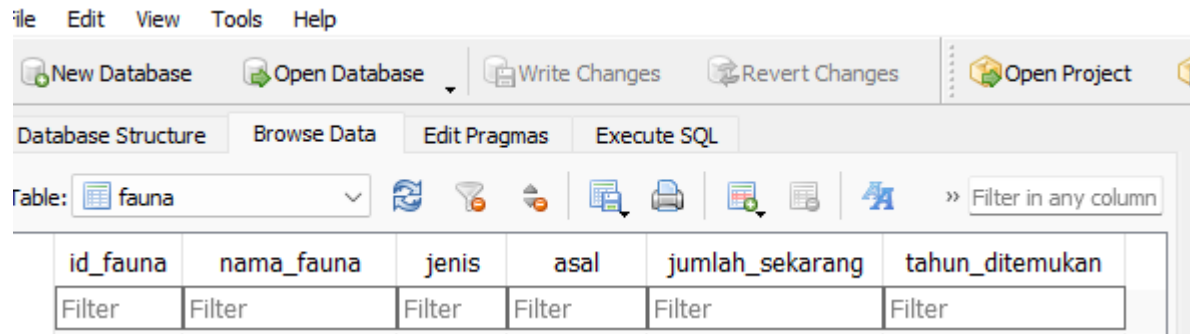 File Edit View Tools Help
New Database Open Database Write Changes Revert Changes Open Project
Database Structure Browse Data Edit Pragmas Execute SQL
Table: fauna » Filter in any column
id_fauna nama_fauna jenis asal jumlah_sekarang tahun_ditemukan
Filter Filter Filter Filter Filter Filter